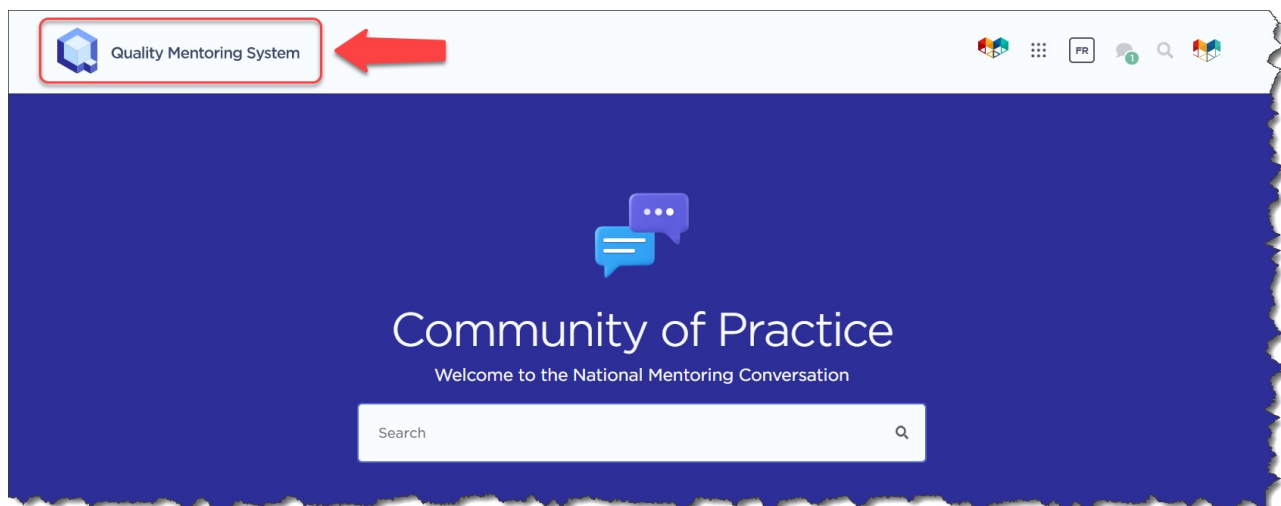 Quality Mentoring System
FR
1
Community of Practice
Welcome to the National Mentoring Conversation
Search